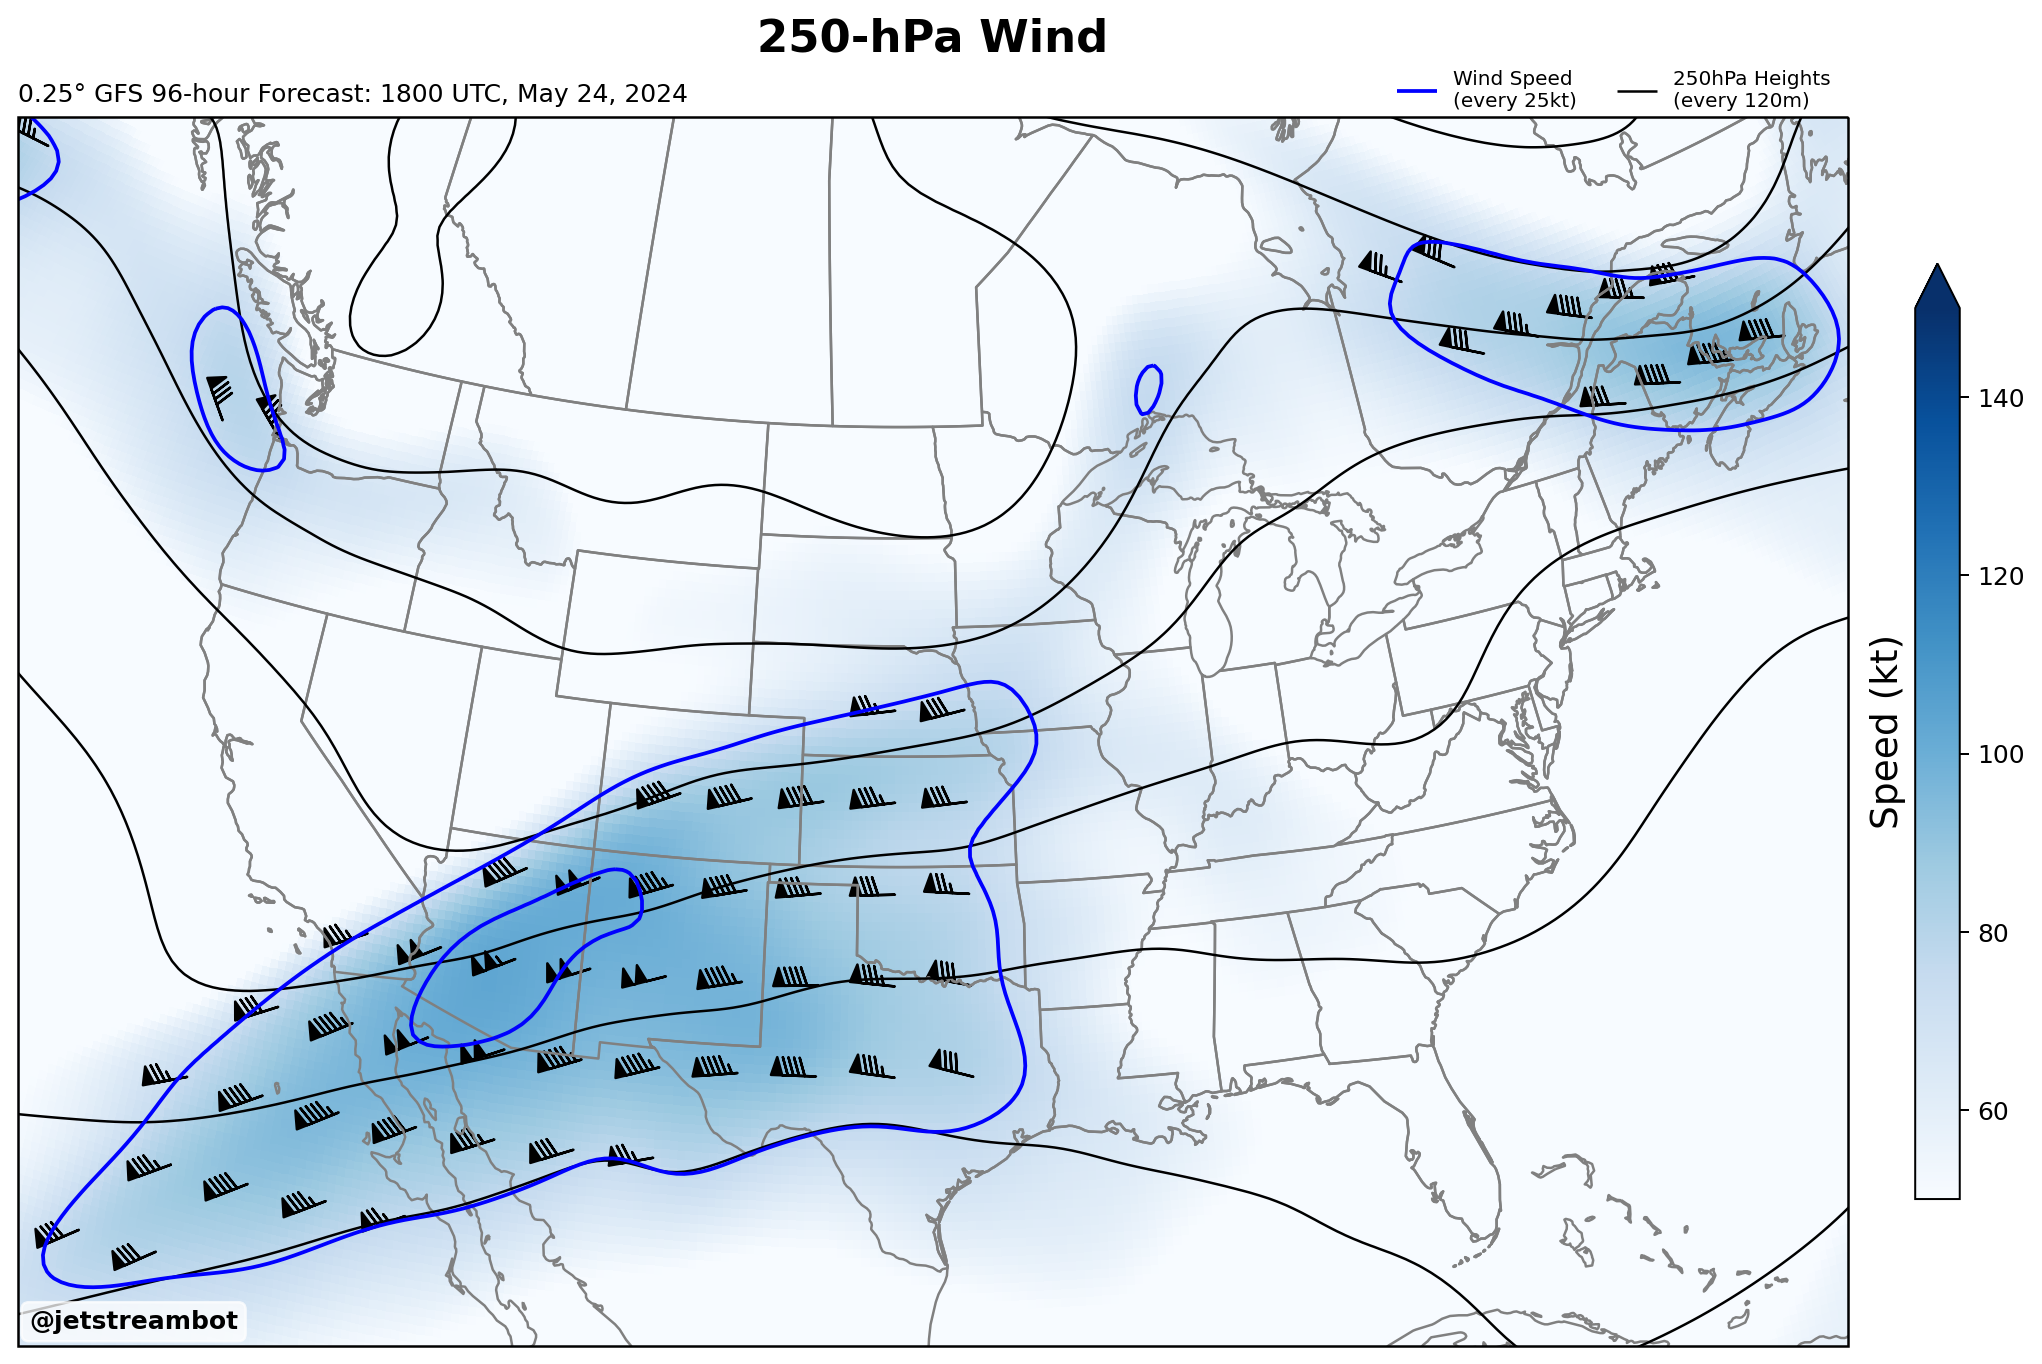 250-hPa Wind
0.25° GFS 96-hour Forecast: 1800 UTC, May 24, 2024
Wind Speed
(every 25kt)
250hPa Heights
(every 120m)
140
120
100
80
60
Speed (kt)
@jetstreambot